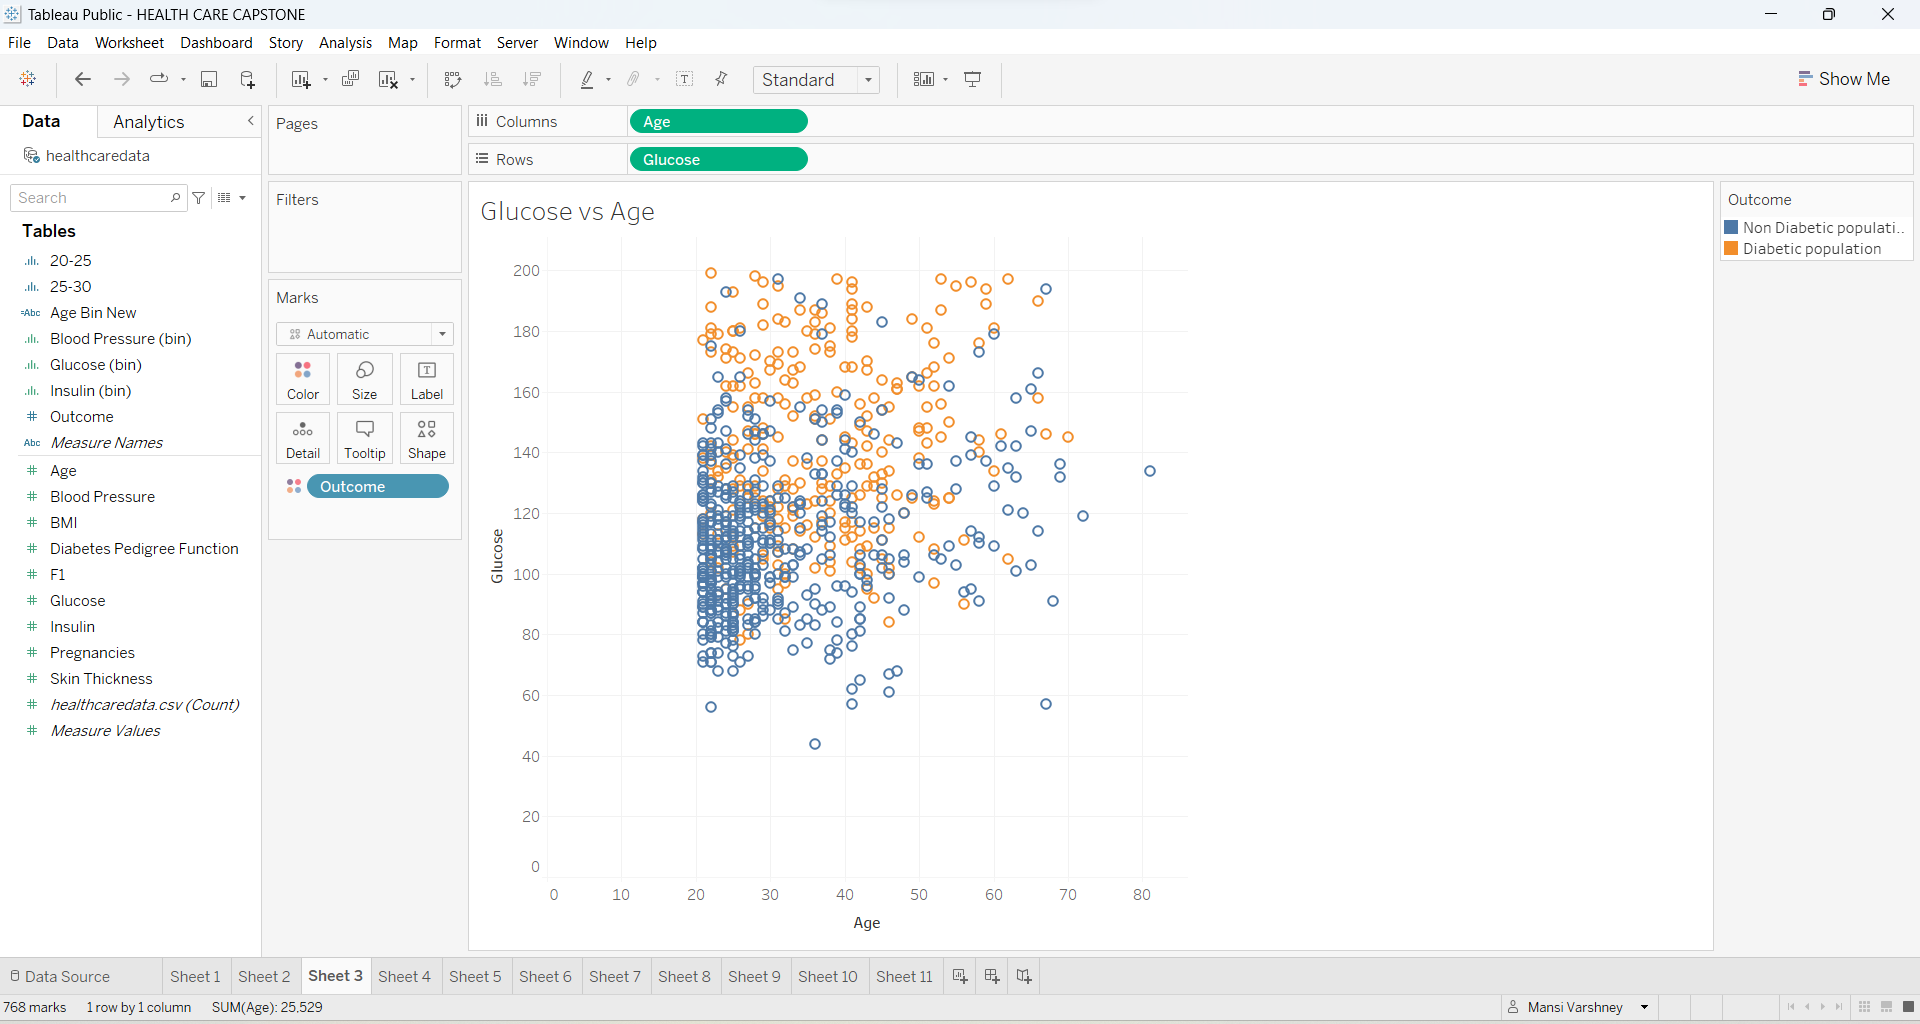 Tableau Public - HEALTH CARE CAPSTONE
File Data Worksheet Dashboard Story Analysis Map Format Server Window Help
Standard
Show Me
Data Analytics
healthcaredata
Search
Tables
20-25
25-30
=Abc Age Bin New
Blood Pressure (bin)
Glucose (bin)
Insulin (bin)
# Outcome
Abc Measure Names
# Age
# Blood Pressure
# BMI
# Diabetes Pedigree Function
# F1
# Glucose
# Insulin
# Pregnancies
# Skin Thickness
# healthcaredata.csv (Count)
# Measure Values
Pages
Filters
Marks
Automatic
Color Size Label
Detail Tooltip Shape
Outcome
Columns Age
Rows Glucose
Glucose vs Age
200
180
160
140
120
100
80
60
40
20
0
Glucose
0 10 20 30 40 50 60 70 80
Age
Outcome
Non Diabetic populati..
Diabetic population
Data Source Sheet 1 Sheet 2 Sheet 3 Sheet 4 Sheet 5 Sheet 6 Sheet 7 Sheet 8 Sheet 9 Sheet 10 Sheet 11
768 marks 1 row by 1 column SUM(Age): 25,529
Mansi Varshney